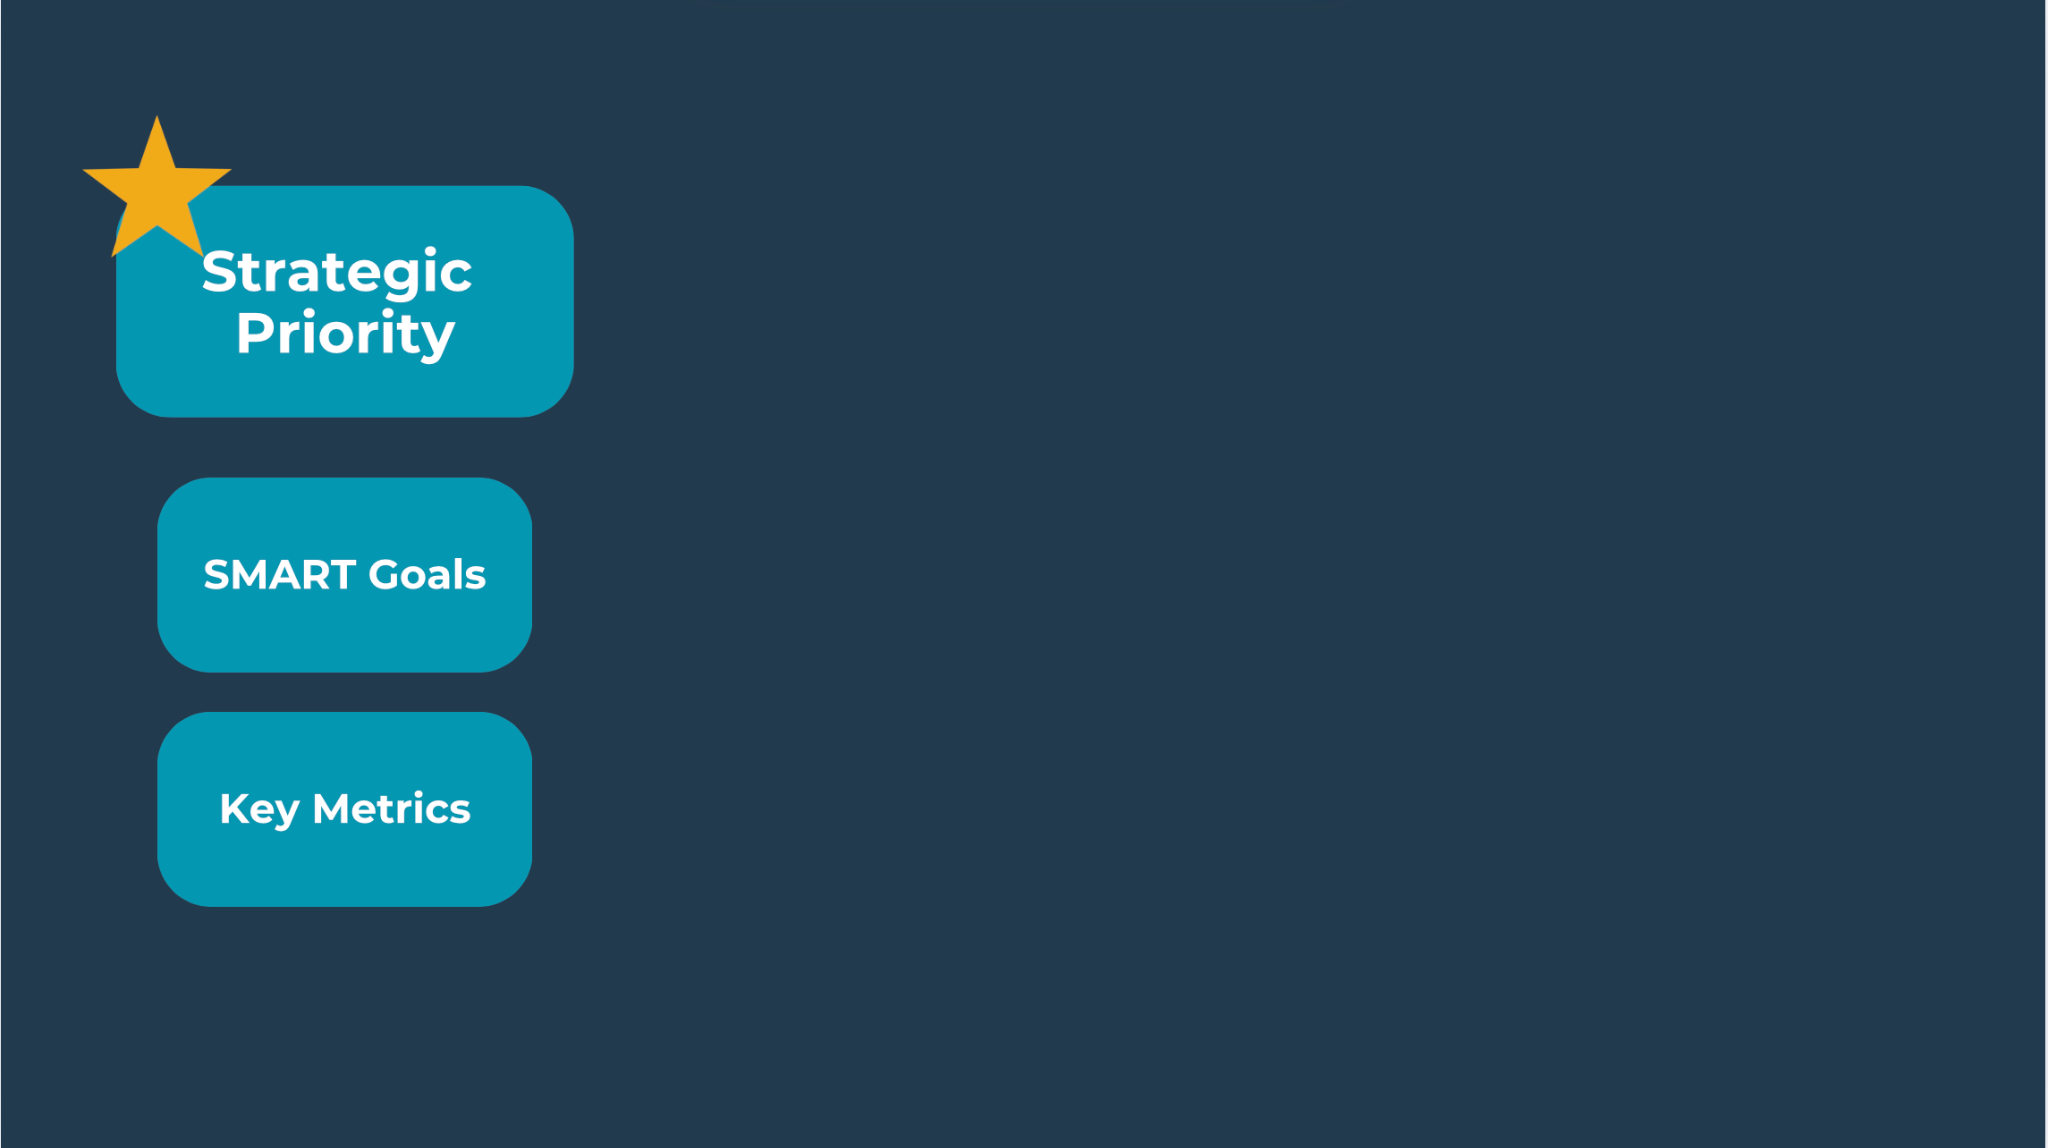 Strategic
Priority
SMART Goals
Key Metrics